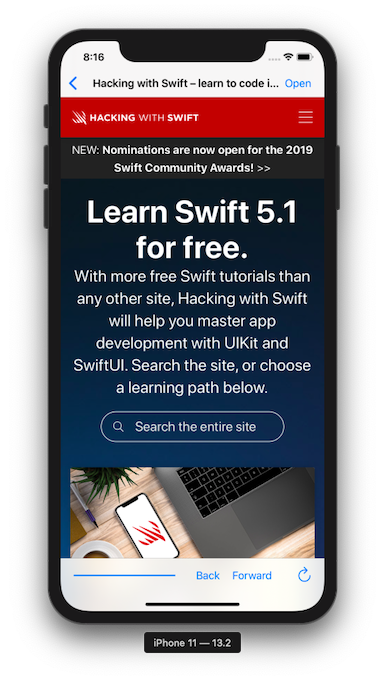 8:16
Hacking with Swift – learn to code i... Open
HACKING WITH SWIFT
NEW: Nominations are now open for the 2019
Swift Community Awards! >>
Learn Swift 5.1
for free.
With more free Swift tutorials than
any other site, Hacking with Swift
will help you master app
development with UIKit and
SwiftUI. Search the site, or choose
a learning path below.
Search the entire site
Back Forward
iPhone 11 — 13.2